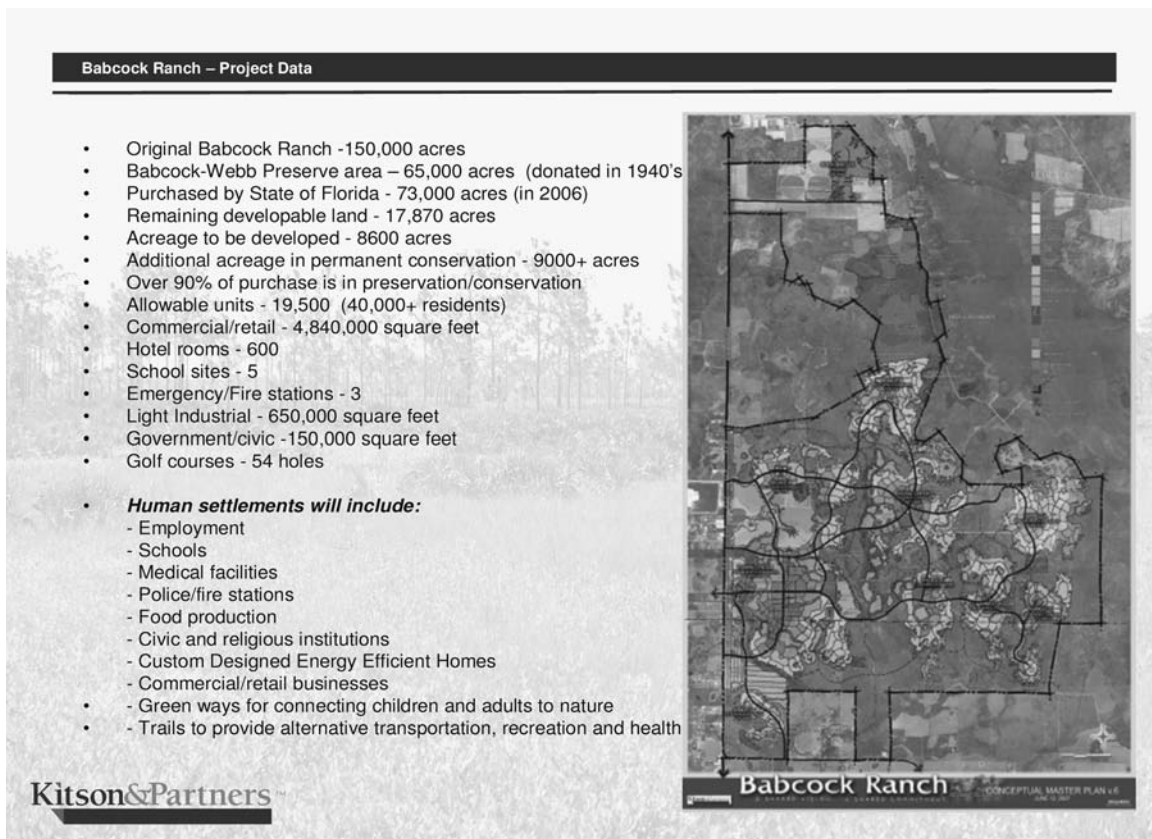 Babcock Ranch – Project Data
• Original Babcock Ranch -150,000 acres
• Babcock-Webb Preserve area – 65,000 acres (donated in 1940's
• Purchased by State of Florida - 73,000 acres (in 2006)
• Remaining developable land - 17,870 acres
• Acreage to be developed - 8600 acres
• Additional acreage in permanent conservation - 9000+ acres
• Over 90% of purchase is in preservation/conservation
• Allowable units - 19,500 (40,000+ residents)
• Commercial/retail - 4,840,000 square feet
• Hotel rooms - 600
• School sites - 5
• Emergency/Fire stations - 3
• Light Industrial - 650,000 square feet
• Government/civic -150,000 square feet
• Golf courses - 54 holes
• Human settlements will include:
- Employment
- Schools
- Medical facilities
- Police/fire stations
- Food production
- Civic and religious institutions
- Custom Designed Energy Efficient Homes
- Commercial/retail businesses
• - Green ways for connecting children and adults to nature
• - Trails to provide alternative transportation, recreation and health
Kitson&Partners
Babcock Ranch
A SHARED VISION... A SHARED COMMITMENT
CONCEPTUAL MASTER PLAN v.6